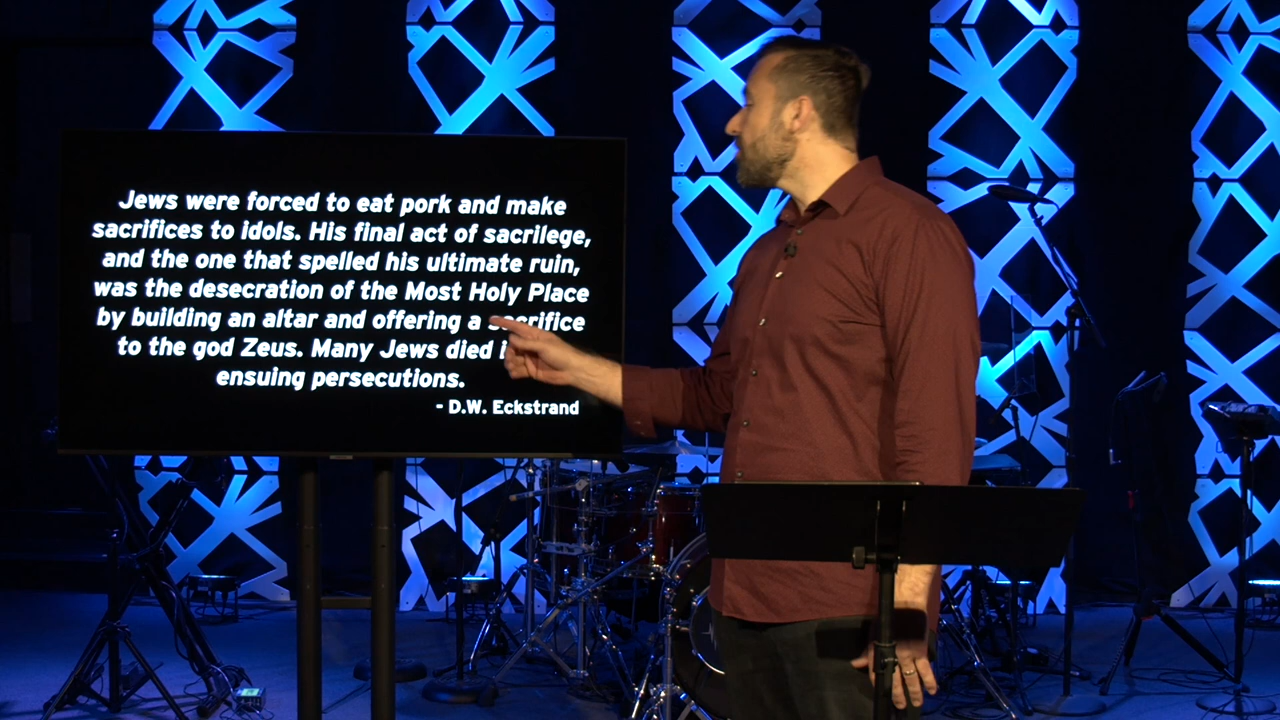 Jews were forced to eat pork and make
sacrifices to idols. His final act of sacrilege,
and the one that spelled his ultimate ruin,
was the desecration of the Most Holy Place
by building an altar and offering a sacrifice
to the god Zeus. Many Jews died
ensuing persecutions.
- D.W. Eckstrand